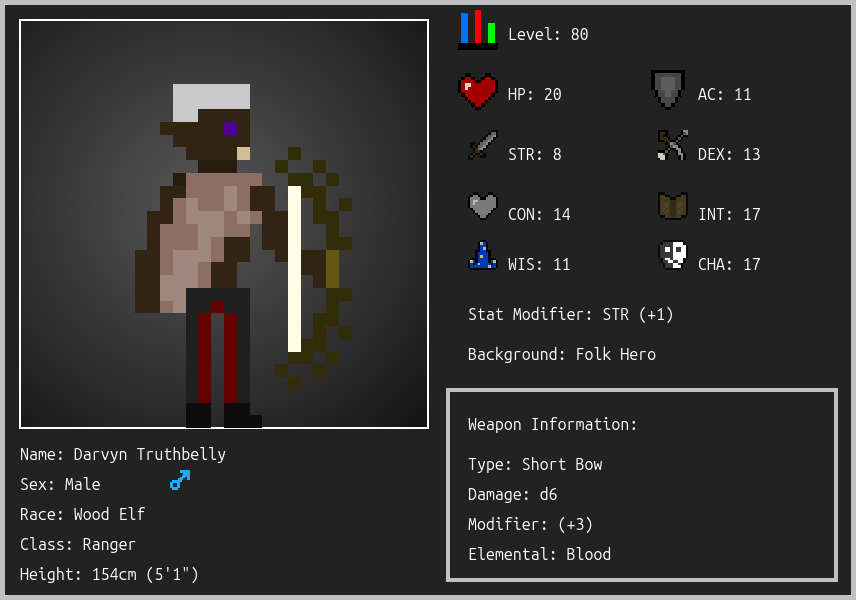 Level: 80
HP: 20
AC: 11
STR: 8
DEX: 13
CON: 14
INT: 17
WIS: 11
CHA: 17
Stat Modifier: STR (+1)
Background: Folk Hero
Weapon Information:
Type: Short Bow
Damage: d6
Modifier: (+3)
Elemental: Blood
Name: Darvyn Truthbelly
Sex: Male
Race: Wood Elf
Class: Ranger
Height: 154cm (5'1")